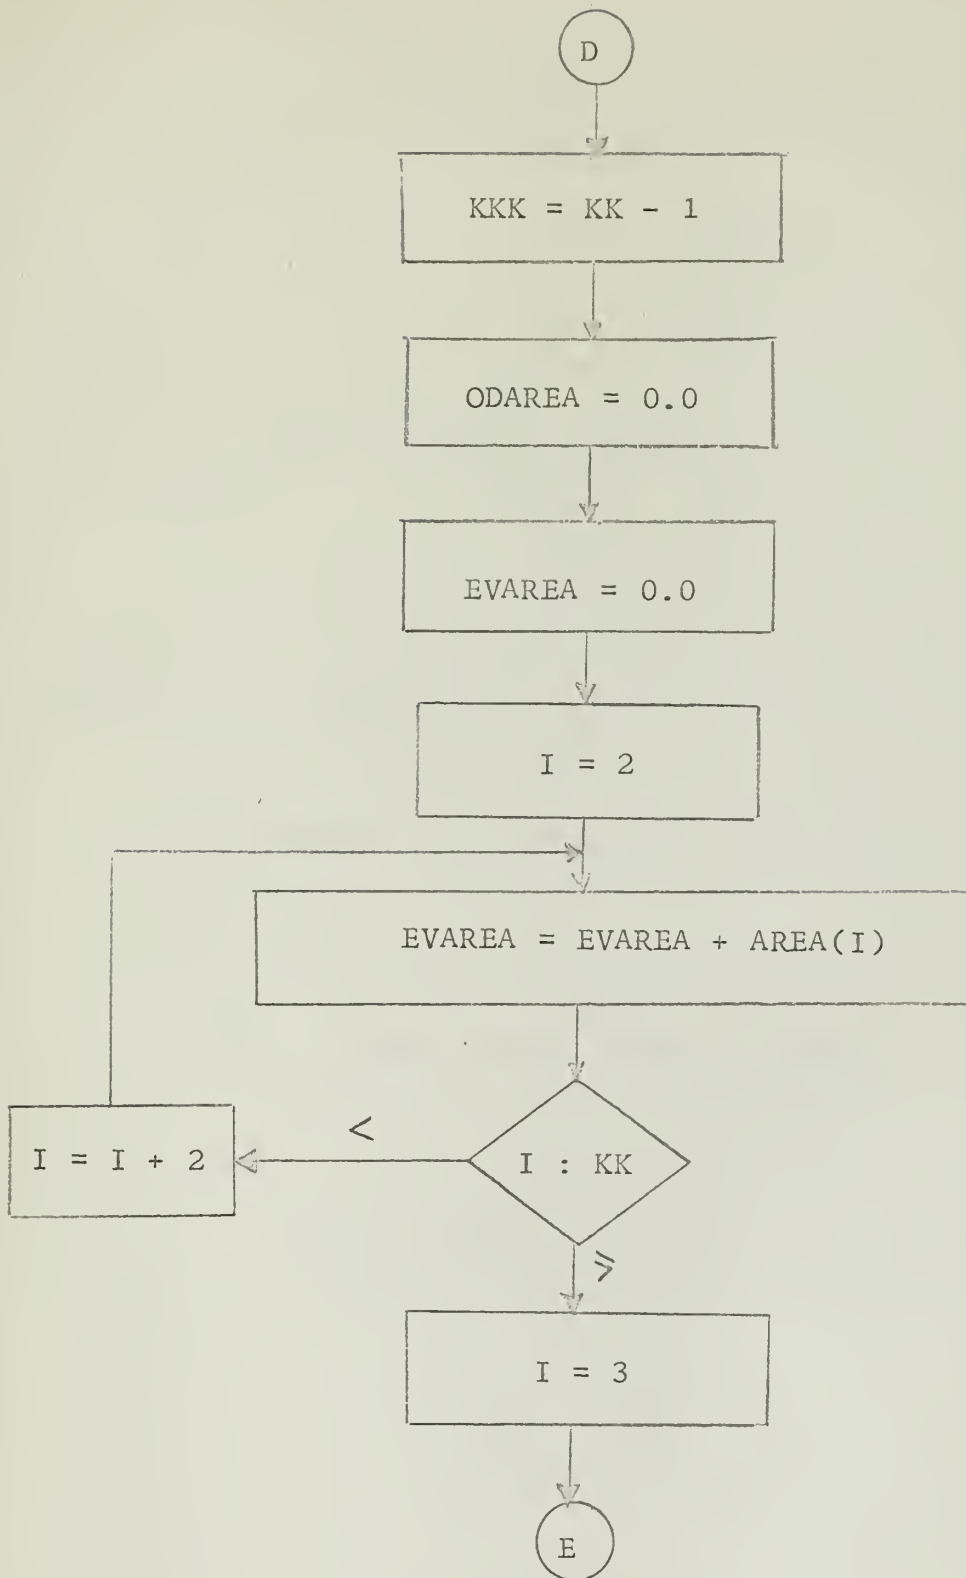 D
KKK = KK - 1
ODAREA = 0.0
EVAREA = 0.0
I = 2
EVAREA = EVAREA + AREA(I)
<
I = I + 2
I : KK
⩾
I = 3
E